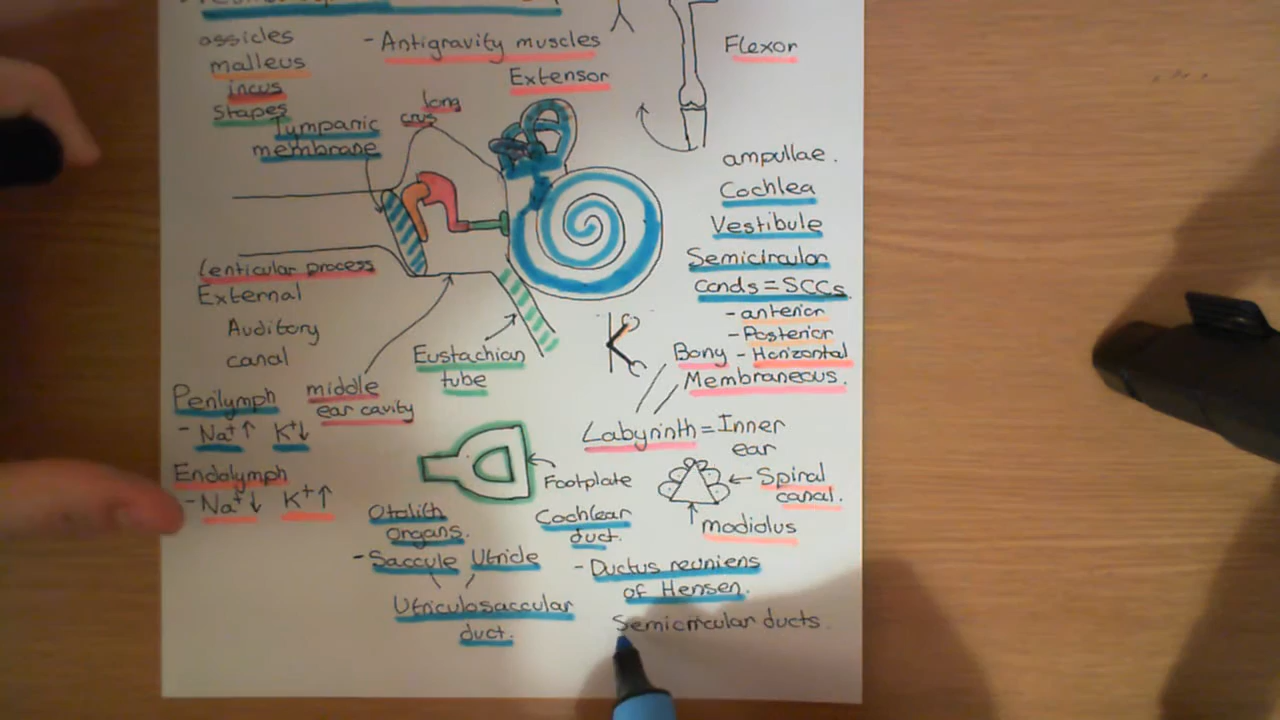 ossicles
malleus
incus
stapes
- Antigravity muscles
Extensor
Flexor
Tympanic
membrane
long
crus
ampullae.
Cochlea
Vestibule
Semicircular
canals = SCCs
- anterior
- Posterior
- Horizontal
Bony
Membraneous.
Lenticular process
External
Auditory
canal
Eustachian
tube
middle
ear cavity
Perilymph
- Na+↑ K+↓
Endolymph
- Na+↓ K+↑
Labyrinth = Inner
ear
Footplate
Spiral
canal.
modiolus
Otolith
Organs.
- Saccule Utricle
Utriculosaccular
duct.
Cochlear
duct.
- Ductus reuniens
of Hensen.
Semicircular ducts.